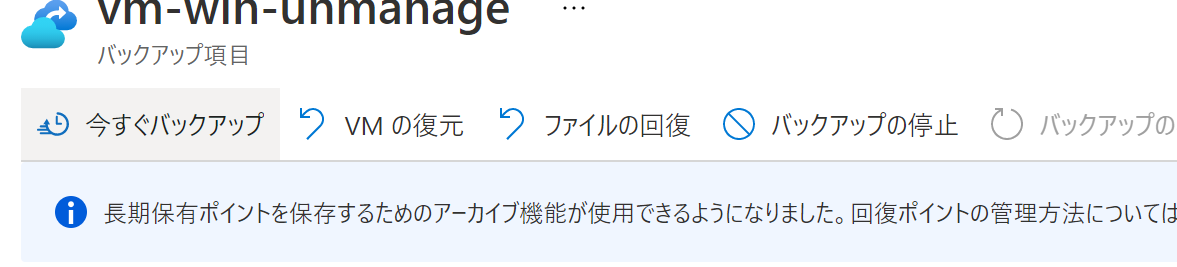 vm-win-unmanage ...
バックアップ項目
今すぐバックアップ VM の復元 ファイルの回復 バックアップの停止 バックアップの
長期保有ポイントを保存するためのアーカイブ機能が使用できるようになりました。回復ポイントの管理方法については